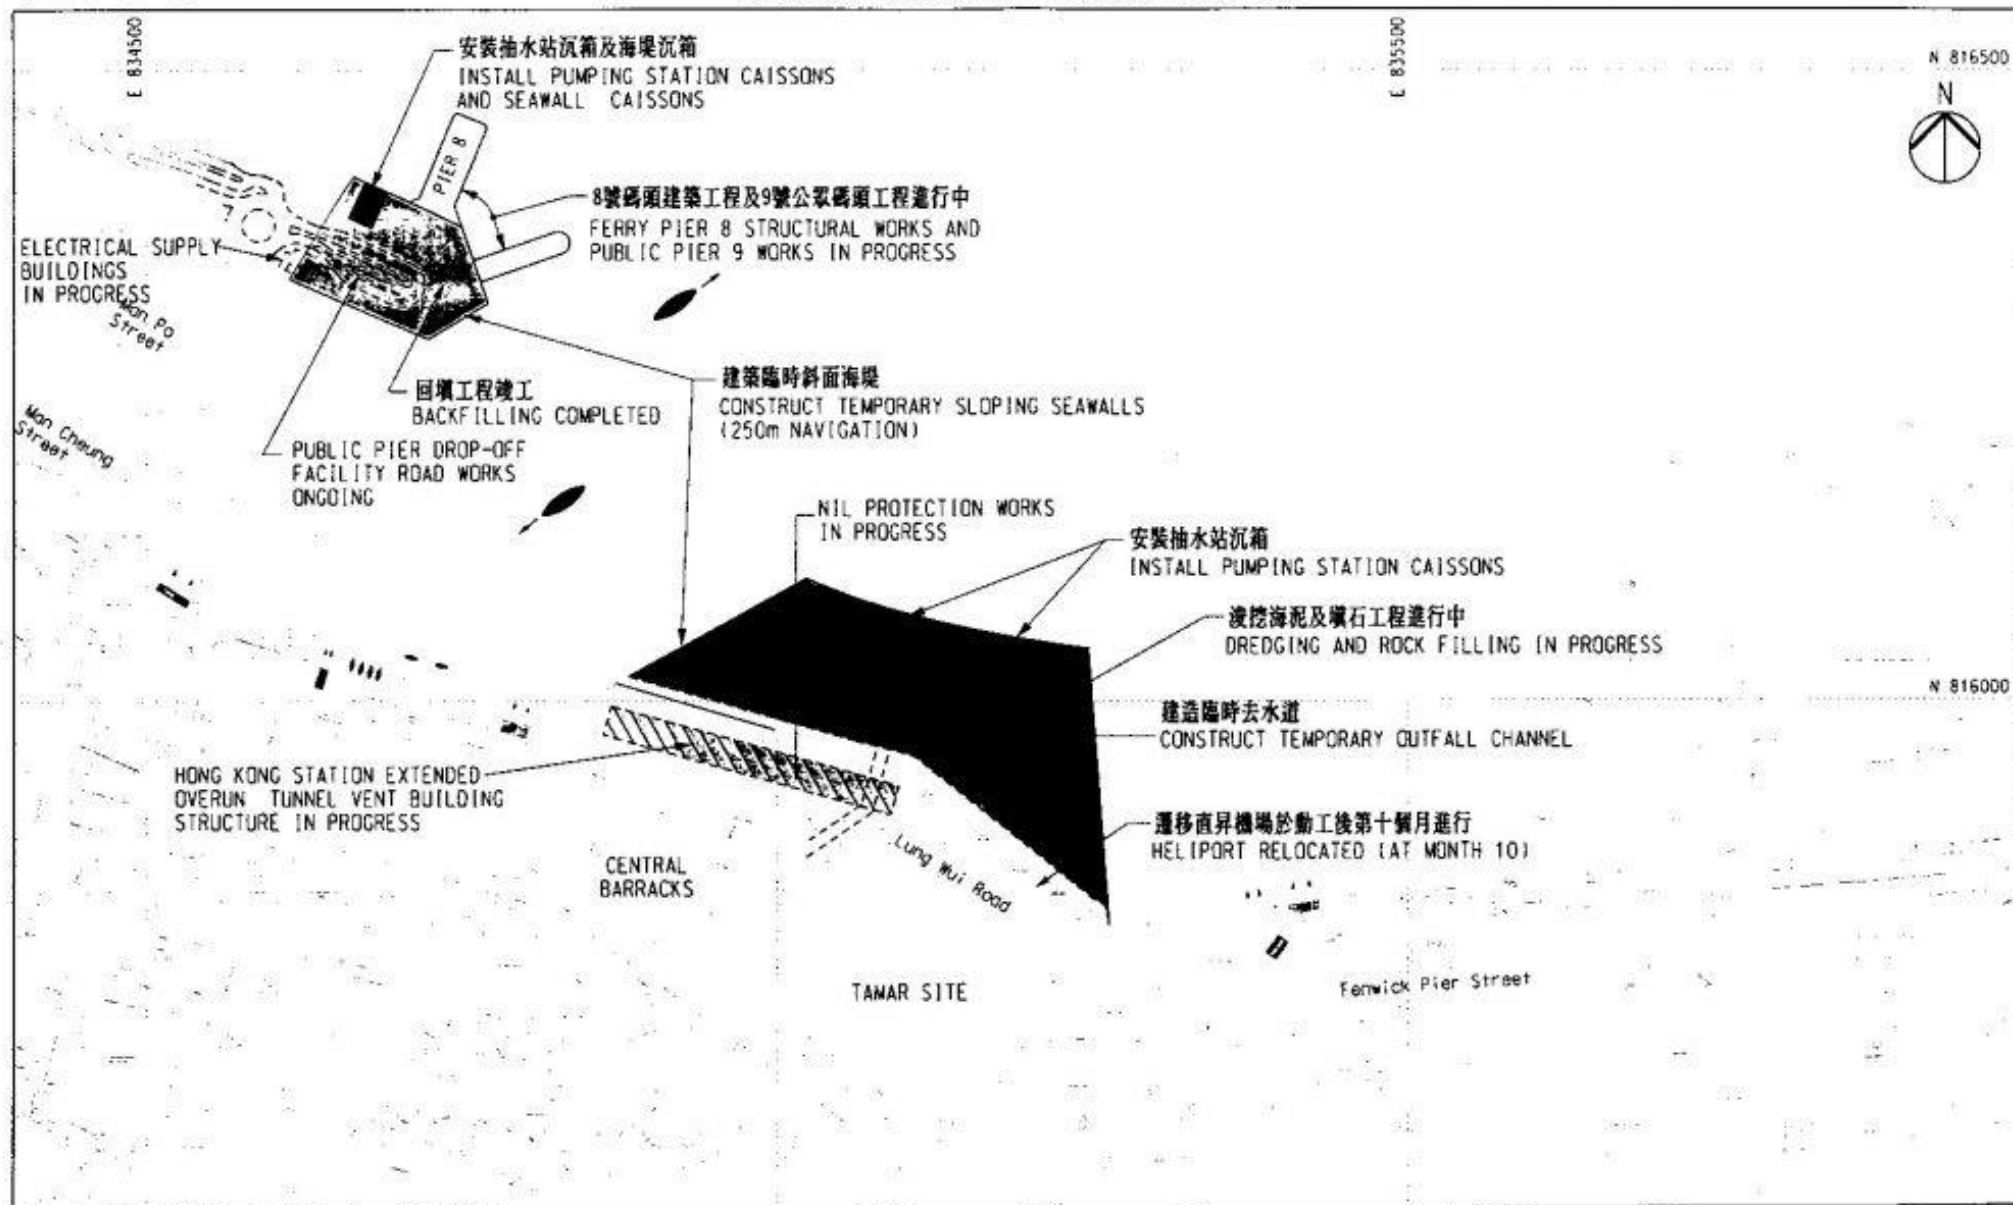 E 834500
E 835500
N 816500
N
安裝抽水站沉箱及海堤沉箱
INSTALL PUMPING STATION CAISSONS
AND SEAWALL CAISSONS
PIER 8
8號碼頭建築工程及9號公眾碼頭工程進行中
FERRY PIER 8 STRUCTURAL WORKS AND
PUBLIC PIER 9 WORKS IN PROGRESS
ELECTRICAL SUPPLY
BUILDINGS
IN PROGRESS
Man Po
Street
建築臨時斜面海堤
CONSTRUCT TEMPORARY SLOPING SEAWALLS
(250m NAVIGATION)
回填工程竣工
BACKFILLING COMPLETED
Man Cheung
Street
PUBLIC PIER DROP-OFF
FACILITY ROAD WORKS
ONGOING
NIL PROTECTION WORKS
IN PROGRESS
安裝抽水站沉箱
INSTALL PUMPING STATION CAISSONS
浚挖海泥及填石工程進行中
DREDGING AND ROCK FILLING IN PROGRESS
N 816000
建造臨時去水道
CONSTRUCT TEMPORARY OUTFALL CHANNEL
HONG KONG STATION EXTENDED
OVERUN TUNNEL VENT BUILDING
STRUCTURE IN PROGRESS
遷移直昇機場於動工後第十個月進行
HELIPORT RELOCATED (AT MONTH 10)
CENTRAL
BARRACKS
Lung Wui Road
TAMAR SITE
Fenwick Pier Street